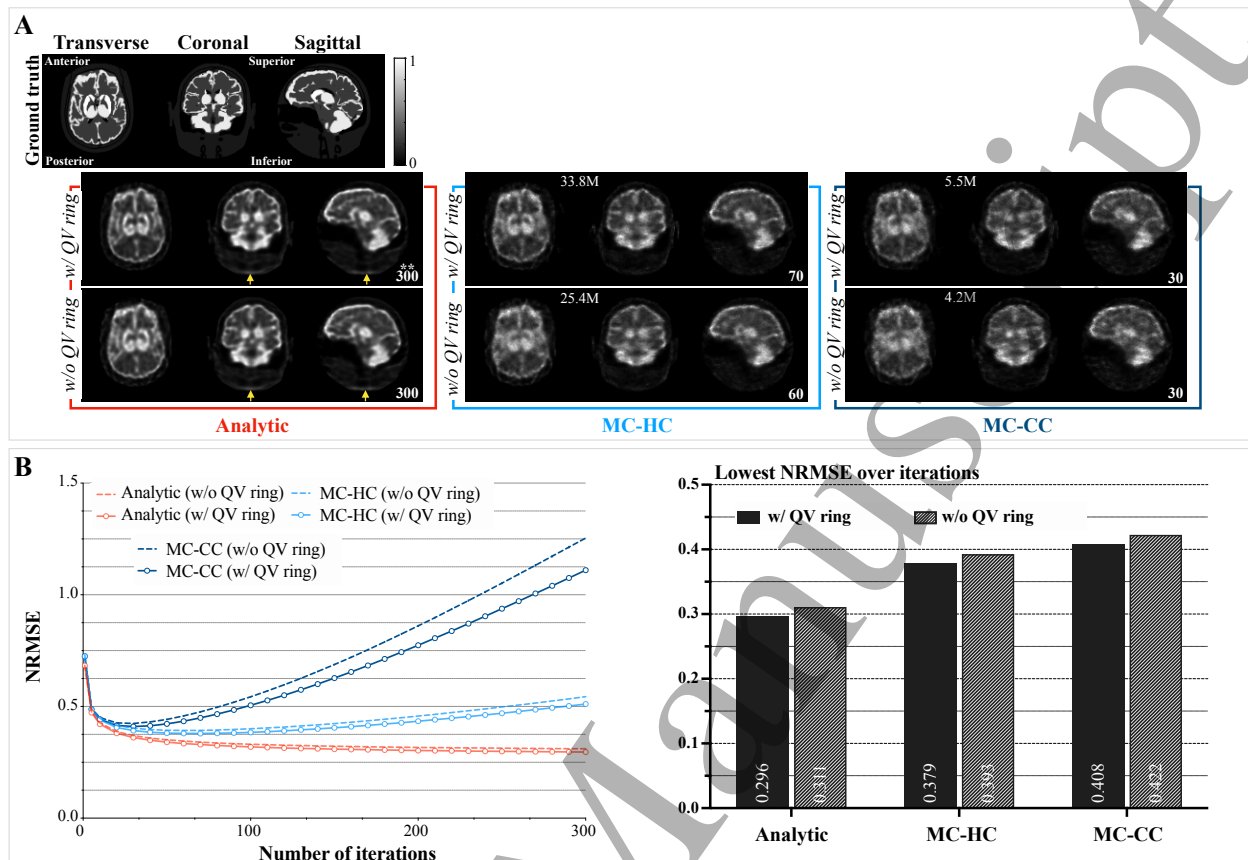 A
Transverse Coronal Sagittal
Ground truth
Anterior
Superior
1
Posterior
Inferior
0
w/ QV ring
**
300
w/o QV ring
300
Analytic
w/ QV ring
33.8M
70
w/o QV ring
25.4M
60
MC-HC
w/ QV ring
5.5M
30
w/o QV ring
4.2M
30
MC-CC
B
NRMSE
1.5
1.0
0.5
0.0
0 100 200 300
Number of iterations
Analytic (w/o QV ring)
MC-HC (w/o QV ring)
Analytic (w/ QV ring)
MC-HC (w/ QV ring)
MC-CC (w/o QV ring)
MC-CC (w/ QV ring)
Lowest NRMSE over iterations
0.5
0.4
0.3
0.2
0.1
0.0
w/ QV ring
w/o QV ring
0.296
0.311
0.379
0.393
0.408
0.422
Analytic MC-HC MC-CC
Manuscript